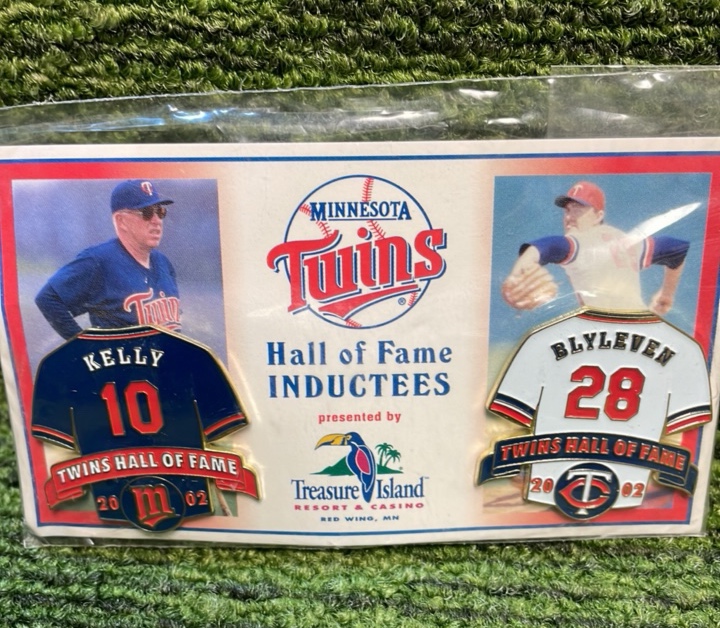 T
Twins
KELLY
10
TWINS HALL OF FAME
20 M 02
MINNESOTA
Twins
®
Hall of Fame
INDUCTEES
presented by
Treasure Island
RESORT & CASINO
RED WING, MN
BLYLEVEN
28
TWINS HALL OF FAME
20 TC 02